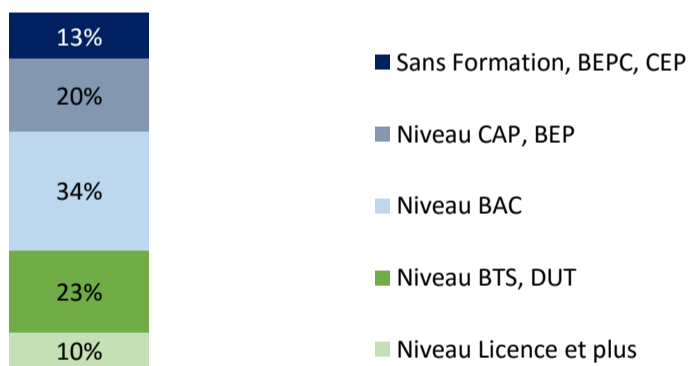 13%
20%
34%
23%
10%
Sans Formation, BEPC, CEP
Niveau CAP, BEP
Niveau BAC
Niveau BTS, DUT
Niveau Licence et plus